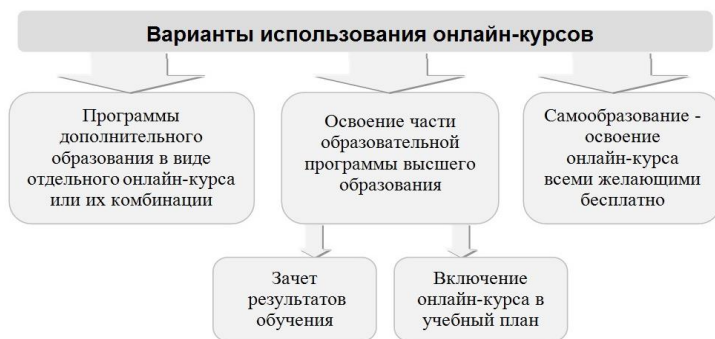 Варианты использования онлайн-курсов
Программы
дополнительного
образования в виде
отдельного онлайн-курса
или их комбинации
Освоение части
образовательной
программы высшего
образования
Самообразование -
освоение
онлайн-курса
всеми желающими
бесплатно
Зачет
результатов
обучения
Включение
онлайн-курса в
учебный план